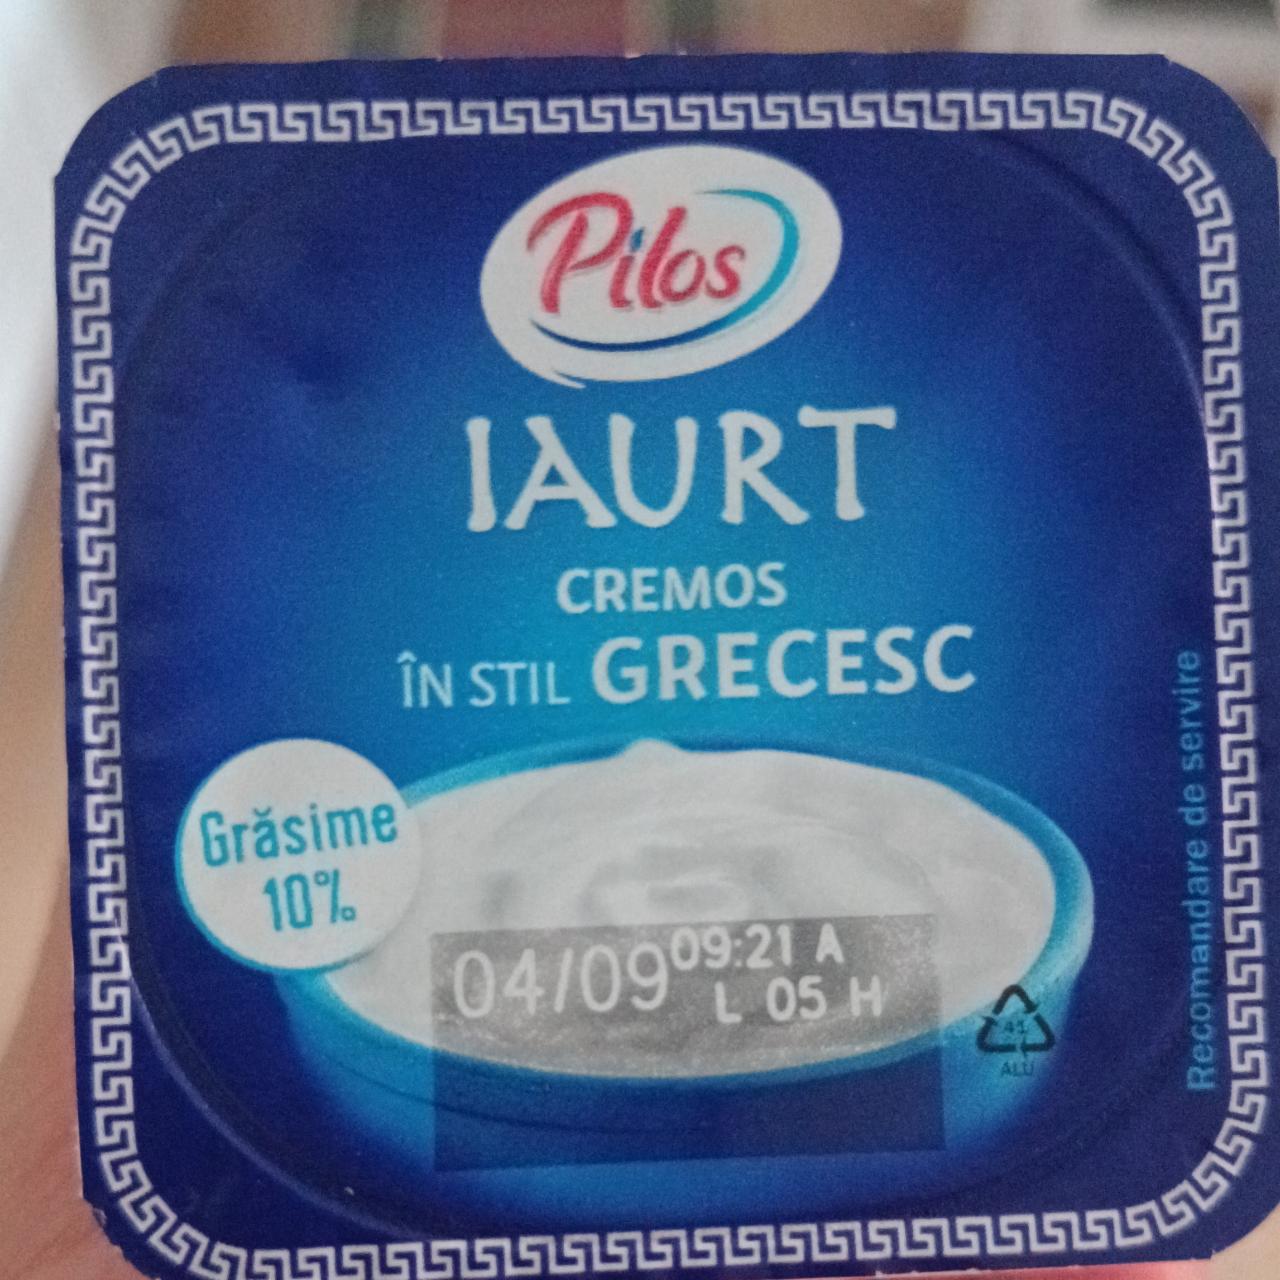 Pilos
IAURT
CREMOS
ÎN STIL GRECESC
Grăsime
10%
04/09 09:21 A
L 05 H
41
ALU
Recomandare de servire